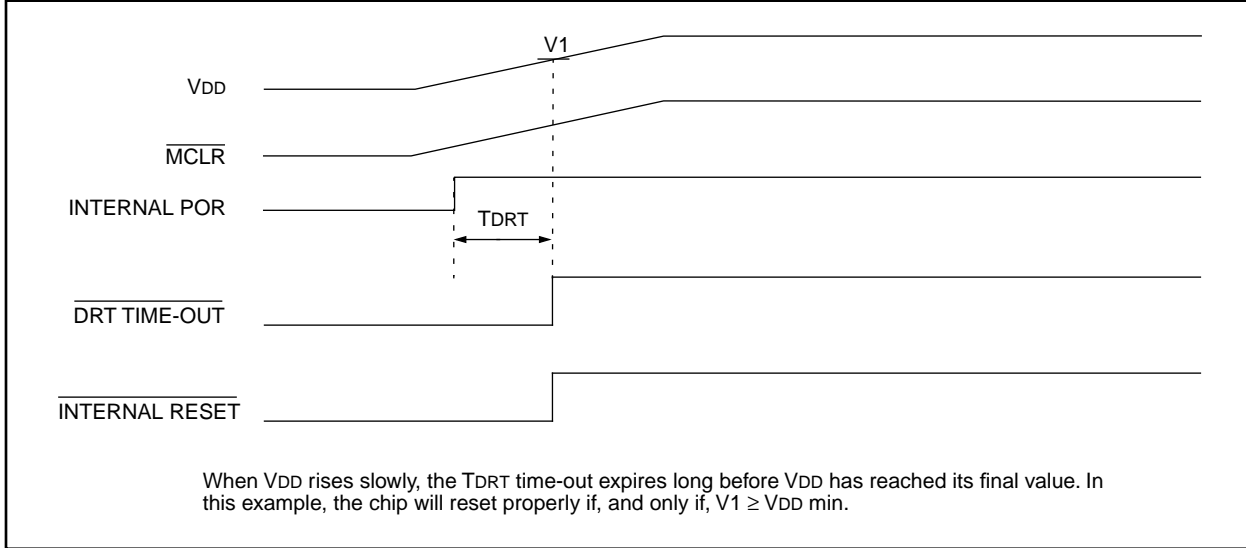 V1
VDD
MCLR
INTERNAL POR
TDRT
DRT TIME-OUT
INTERNAL RESET
When VDD rises slowly, the TDRT time-out expires long before VDD has reached its final value. In
this example, the chip will reset properly if, and only if, V1 ≥ VDD min.